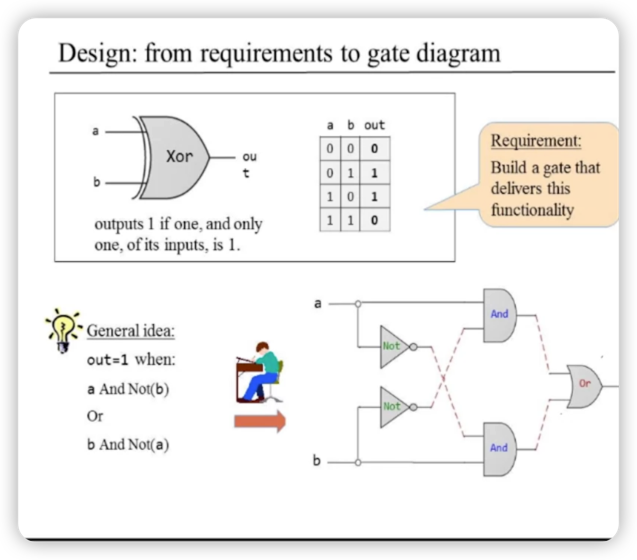 Design: from requirements to gate diagram
a
Xor
ou
t
b
outputs 1 if one, and only
one, of its inputs, is 1.
a b out
0 0 0
0 1 1
1 0 1
1 1 0
Requirement:
Build a gate that
delivers this
functionality
General idea:
out=1 when:
a And Not(b)
Or
b And Not(a)
a
And
Not
Or
Not
And
b